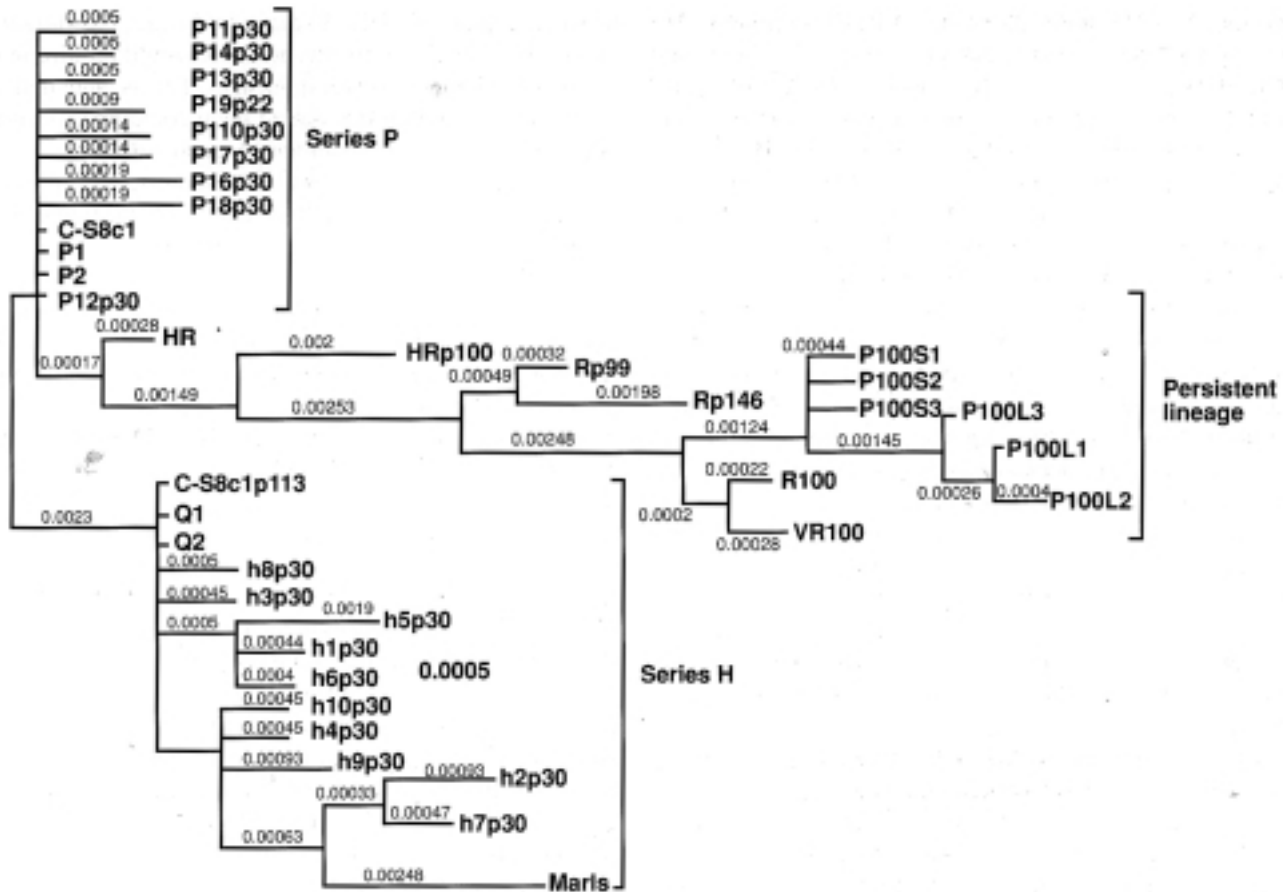 0.0005
P11p30
0.0005
P14p30
0.0005
P13p30
0.0009
P19p22
0.00014
P110p30
Series P
0.00014
P17p30
0.00019
P16p30
0.00019
P18p30
C-S8c1
P1
P2
P12p30
0.00028
HR
0.00017
0.002
HRp100
0.00032
Rp99
0.00044
P100S1
0.00049
P100S2
0.00149
0.00198
Rp146
Persistent
lineage
0.00253
P100S3
P100L3
0.00124
0.00248
0.00145
P100L1
0.00022
R100
0.00026
0.0004
P100L2
0.0002
VR100
0.00028
C-S8c1p113
Q1
0.0023
Q2
0.0005
h8p30
0.00045
h3p30
0.0005
0.0019
h5p30
0.00044
h1p30
0.0005
0.0004
h6p30
Series H
0.00045
h10p30
0.00045
h4p30
0.00093
h9p30
0.00093
h2p30
0.00033
0.00047
h7p30
0.00063
0.00248
Marls